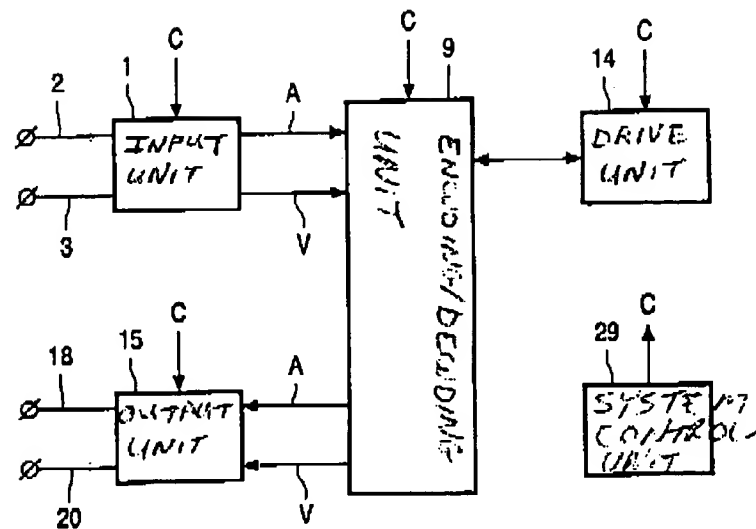 C
C
9
14
C
2
1
A
INPUT
UNIT
ENCODING/DECODING
UNIT
DRIVE
UNIT
3
V
C
C
18
15
A
29
OUTPUT
UNIT
SYSTEM
CONTROL
UNIT
20
V